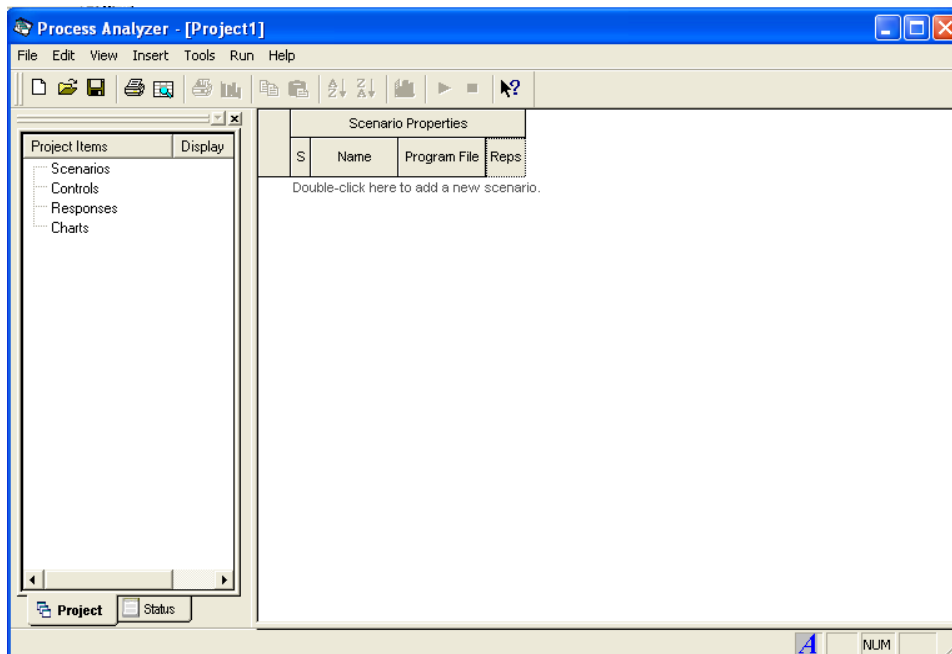 Process Analyzer - [Project1]
File Edit View Insert Tools Run Help
Project Items Display
Scenarios
Controls
Responses
Charts
Scenario Properties
S Name Program File Reps
Double-click here to add a new scenario.
Project Status
A NUM